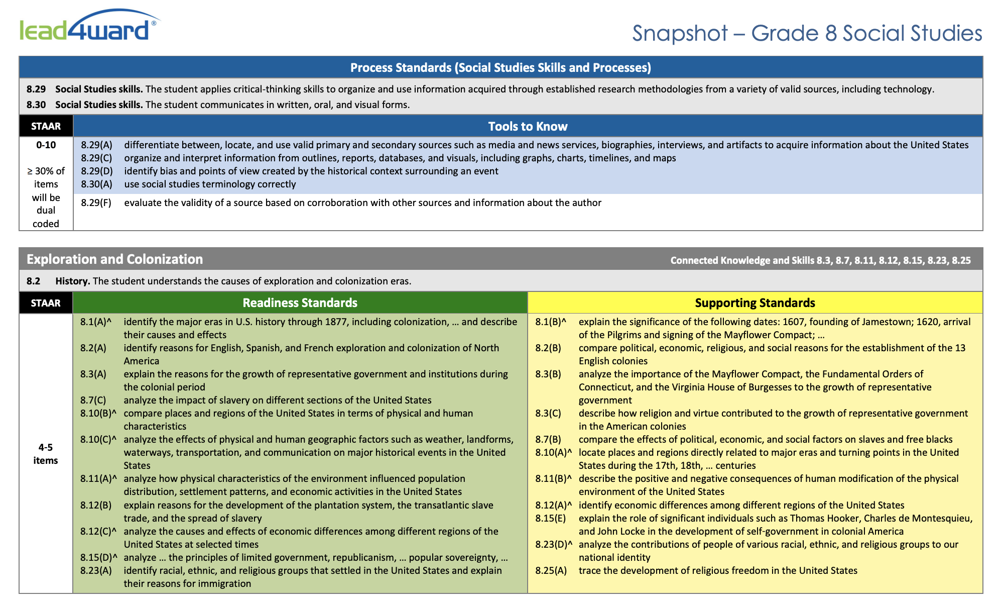 lead4ward®
Snapshot – Grade 8 Social Studies
Process Standards (Social Studies Skills and Processes)
8.29 Social Studies skills. The student applies critical-thinking skills to organize and use information acquired through established research methodologies from a variety of valid sources, including technology.
8.30 Social Studies skills. The student communicates in written, oral, and visual forms.
STAAR
Tools to Know
0-10
≥ 30% of
items
will be
dual
coded
8.29(A) differentiate between, locate, and use valid primary and secondary sources such as media and news services, biographies, interviews, and artifacts to acquire information about the United States
8.29(C) organize and interpret information from outlines, reports, databases, and visuals, including graphs, charts, timelines, and maps
8.29(D) identify bias and points of view created by the historical context surrounding an event
8.30(A) use social studies terminology correctly
8.29(F) evaluate the validity of a source based on corroboration with other sources and information about the author
Exploration and Colonization
Connected Knowledge and Skills 8.3, 8.7, 8.11, 8.12, 8.15, 8.23, 8.25
8.2 History. The student understands the causes of exploration and colonization eras.
STAAR
Readiness Standards
Supporting Standards
4-5
items
8.1(A)^ identify the major eras in U.S. history through 1877, including colonization, … and describe
their causes and effects
8.2(A) identify reasons for English, Spanish, and French exploration and colonization of North
America
8.3(A) explain the reasons for the growth of representative government and institutions during
the colonial period
8.7(C) analyze the impact of slavery on different sections of the United States
8.10(B)^ compare places and regions of the United States in terms of physical and human
characteristics
8.10(C)^ analyze the effects of physical and human geographic factors such as weather, landforms,
waterways, transportation, and communication on major historical events in the United
States
8.11(A)^ analyze how physical characteristics of the environment influenced population
distribution, settlement patterns, and economic activities in the United States
8.12(B) explain reasons for the development of the plantation system, the transatlantic slave
trade, and the spread of slavery
8.12(C)^ analyze the causes and effects of economic differences among different regions of the
United States at selected times
8.15(D)^ analyze … the principles of limited government, republicanism, … popular sovereignty, …
8.23(A) identify racial, ethnic, and religious groups that settled in the United States and explain
their reasons for immigration
8.1(B)^ explain the significance of the following dates: 1607, founding of Jamestown; 1620, arrival
of the Pilgrims and signing of the Mayflower Compact; …
8.2(B) compare political, economic, religious, and social reasons for the establishment of the 13
English colonies
8.3(B) analyze the importance of the Mayflower Compact, the Fundamental Orders of
Connecticut, and the Virginia House of Burgesses to the growth of representative
government
8.3(C) describe how religion and virtue contributed to the growth of representative government
in the American colonies
8.7(B) compare the effects of political, economic, and social factors on slaves and free blacks
8.10(A)^ locate places and regions directly related to major eras and turning points in the United
States during the 17th, 18th, … centuries
8.11(B)^ describe the positive and negative consequences of human modification of the physical
environment of the United States
8.12(A)^ identify economic differences among different regions of the United States
8.15(E) explain the role of significant individuals such as Thomas Hooker, Charles de Montesquieu,
and John Locke in the development of self-government in colonial America
8.23(D)^ analyze the contributions of people of various racial, ethnic, and religious groups to our
national identity
8.25(A) trace the development of religious freedom in the United States